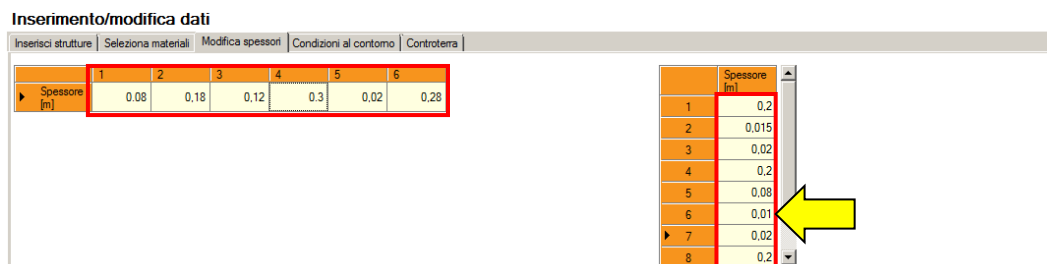 Inserimento/modifica dati
Inserisci strutture Seleziona materiali Modifica spessori Condizioni al contorno Controterra
1 2 3 4 5 6
Spessore [m] 0.08 0,18 0,12 0.3 0,02 0,28
Spessore [m]
1 0,2
2 0,015
3 0,02
4 0,2
5 0,08
6 0,01
7 0,02
8 0,2